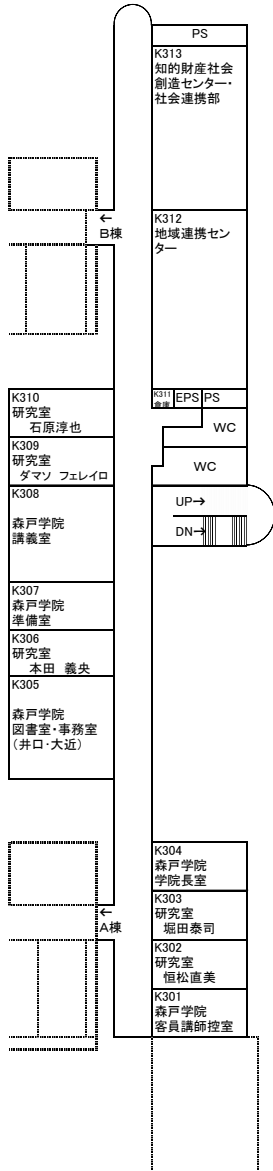 PS
K313
知的財産社会
創造センター・
社会連携部
←
B棟
K312
地域連携セン
ター
K310
研究室
石原淳也
K311
倉庫
EPS
PS
WC
K309
研究室
ダマソ フェレイロ
WC
K308
森戸学院
講義室
UP→
DN→
K307
森戸学院
準備室
K306
研究室
本田 義央
K305
森戸学院
図書室・事務室
（井口・大近）
K304
森戸学院
学院長室
K303
研究室
堀田泰司
←
A棟
K302
研究室
恒松直美
K301
森戸学院
客員講師控室